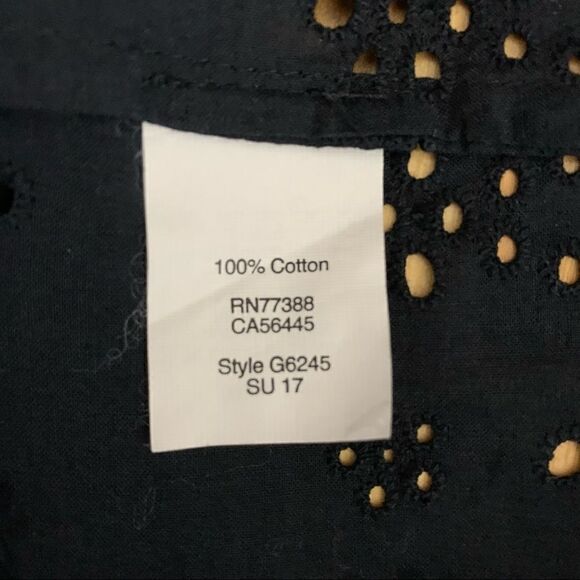 100% Cotton
RN77388
CA56445
Style G6245
SU 17